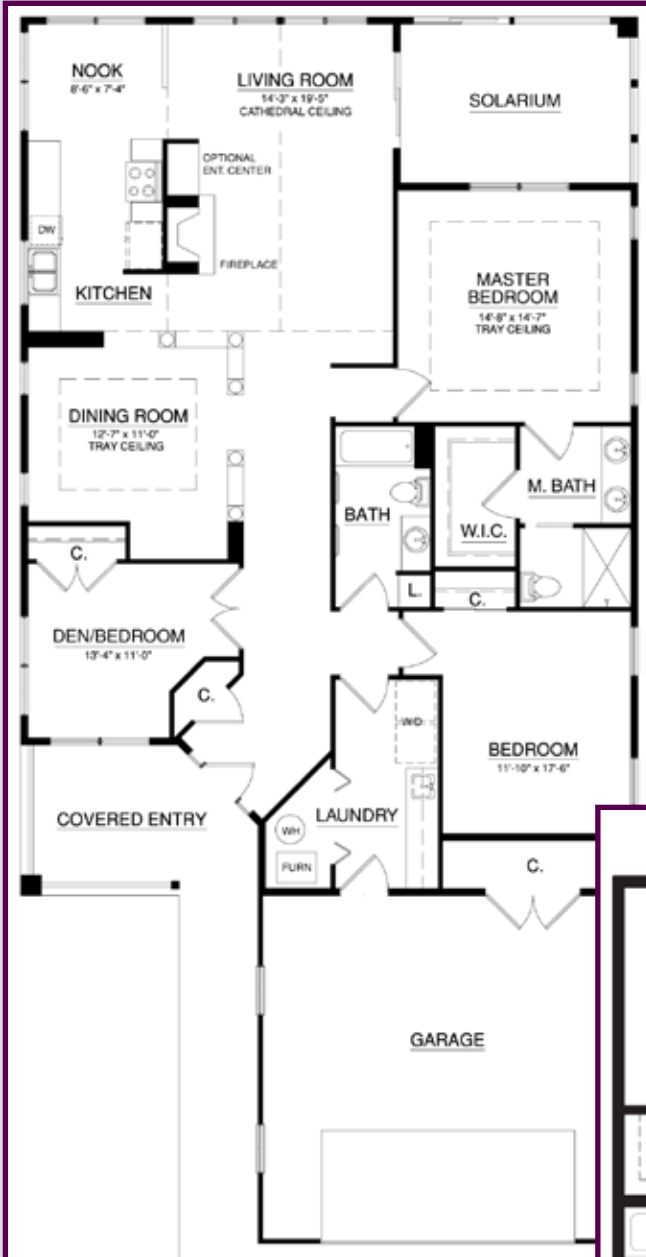 NOOK
8'-6" x 7'-4"
LIVING ROOM
14'-3" x 19'-5"
CATHEDRAL CEILING
SOLARIUM
OPTIONAL
ENT. CENTER
DW
FIREPLACE
KITCHEN
MASTER
BEDROOM
14'-8" x 14'-7"
TRAY CEILING
DINING ROOM
12'-7" x 11'-0"
TRAY CEILING
BATH
W.I.C.
M. BATH
C.
L.
C.
DEN/BEDROOM
13'-4" x 11'-0"
C.
W/D
BEDROOM
11'-10" x 17'-6"
COVERED ENTRY
LAUNDRY
WH
FURN
C.
GARAGE